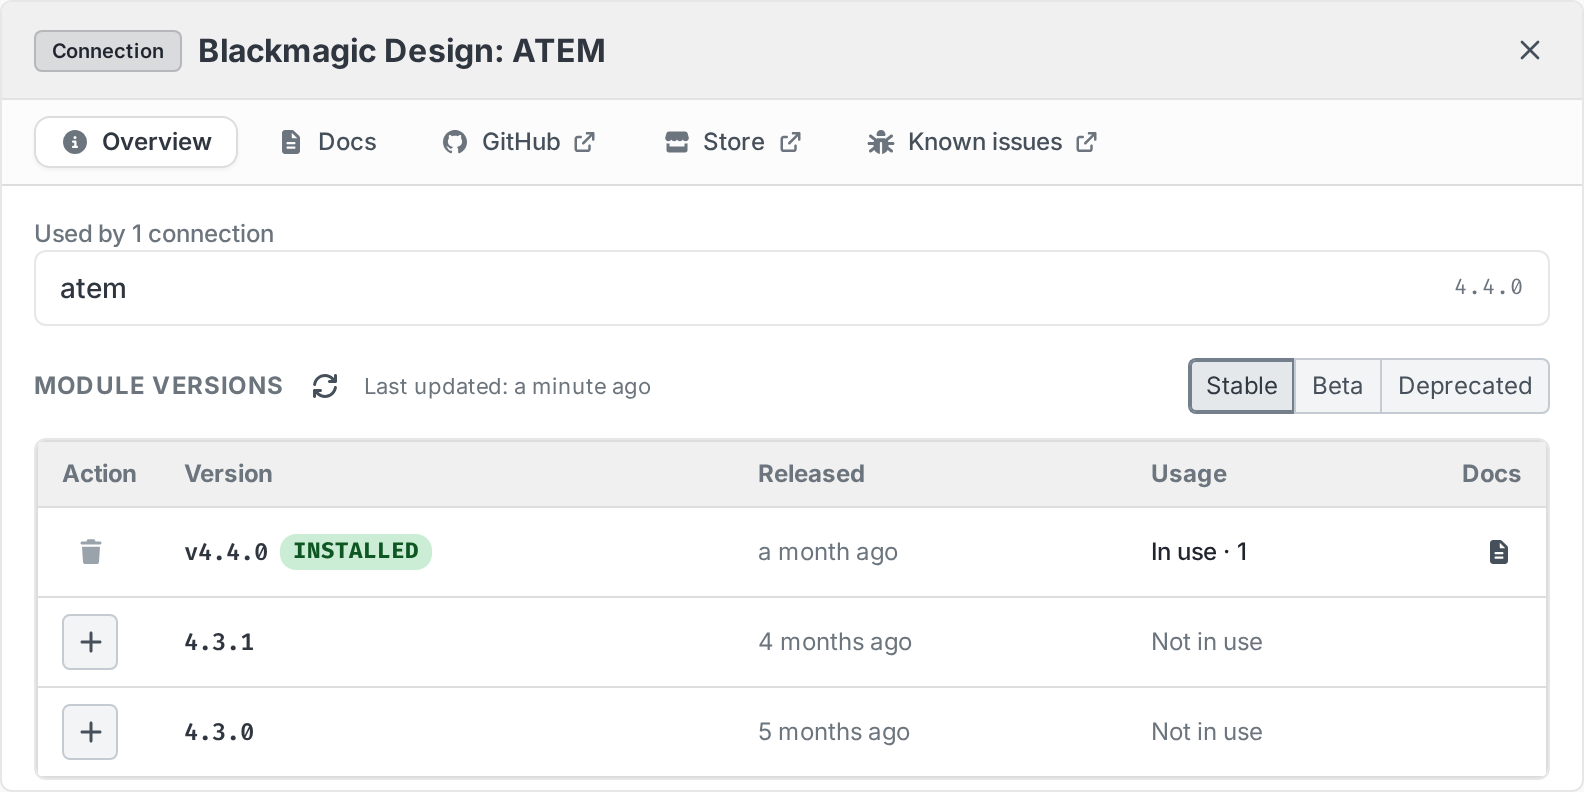 Connection Blackmagic Design: ATEM
Overview Docs GitHub Store Known issues
Used by 1 connection
atem 4.4.0
MODULE VERSIONS Last updated: a minute ago Stable Beta Deprecated
Action Version Released Usage Docs
v4.4.0 INSTALLED a month ago In use · 1
4.3.1 4 months ago Not in use
4.3.0 5 months ago Not in use